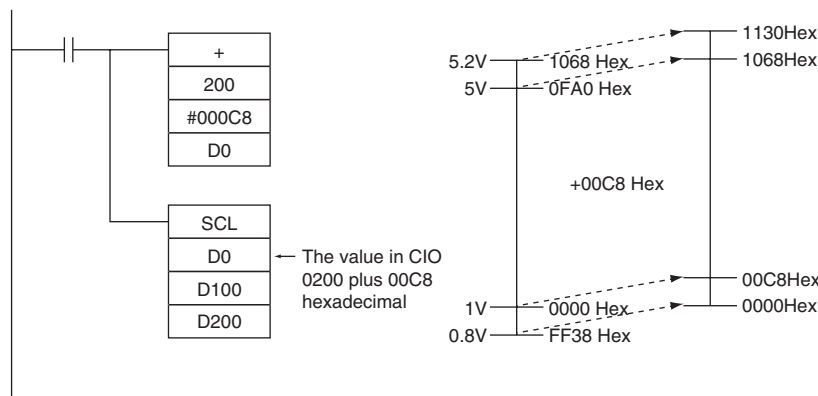 +
200
#000C8
D0
SCL
D0
D100
D200
The value in CIO
0200 plus 00C8
hexadecimal
5.2V
1068 Hex
5V
0FA0 Hex
+00C8 Hex
1V
0000 Hex
0.8V
FF38 Hex
1130Hex
1068Hex
00C8Hex
0000Hex